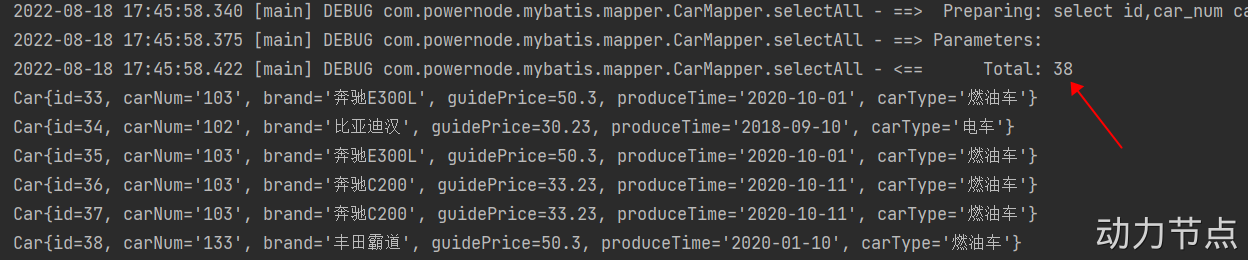 2022-08-18 17:45:58.340 [main] DEBUG com.powernode.mybatis.mapper.CarMapper.selectAll - ==>  Preparing: select id,car_num ca
2022-08-18 17:45:58.375 [main] DEBUG com.powernode.mybatis.mapper.CarMapper.selectAll - ==> Parameters:
2022-08-18 17:45:58.422 [main] DEBUG com.powernode.mybatis.mapper.CarMapper.selectAll - <==      Total: 38
Car{id=33, carNum='103', brand='奔驰E300L', guidePrice=50.3, produceTime='2020-10-01', carType='燃油车'}
Car{id=34, carNum='102', brand='比亚迪汉', guidePrice=30.23, produceTime='2018-09-10', carType='电车'}
Car{id=35, carNum='103', brand='奔驰E300L', guidePrice=50.3, produceTime='2020-10-01', carType='燃油车'}
Car{id=36, carNum='103', brand='奔驰C200', guidePrice=33.23, produceTime='2020-10-11', carType='燃油车'}
Car{id=37, carNum='103', brand='奔驰C200', guidePrice=33.23, produceTime='2020-10-11', carType='燃油车'}
Car{id=38, carNum='133', brand='丰田霸道', guidePrice=50.3, produceTime='2020-01-10', carType='燃油车'}
动力节点